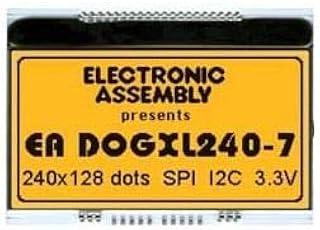 ELECTRONIC
ASSEMBLY
presents
EA DOGXL240-7
240x128 dots SPI I2C 3.3V